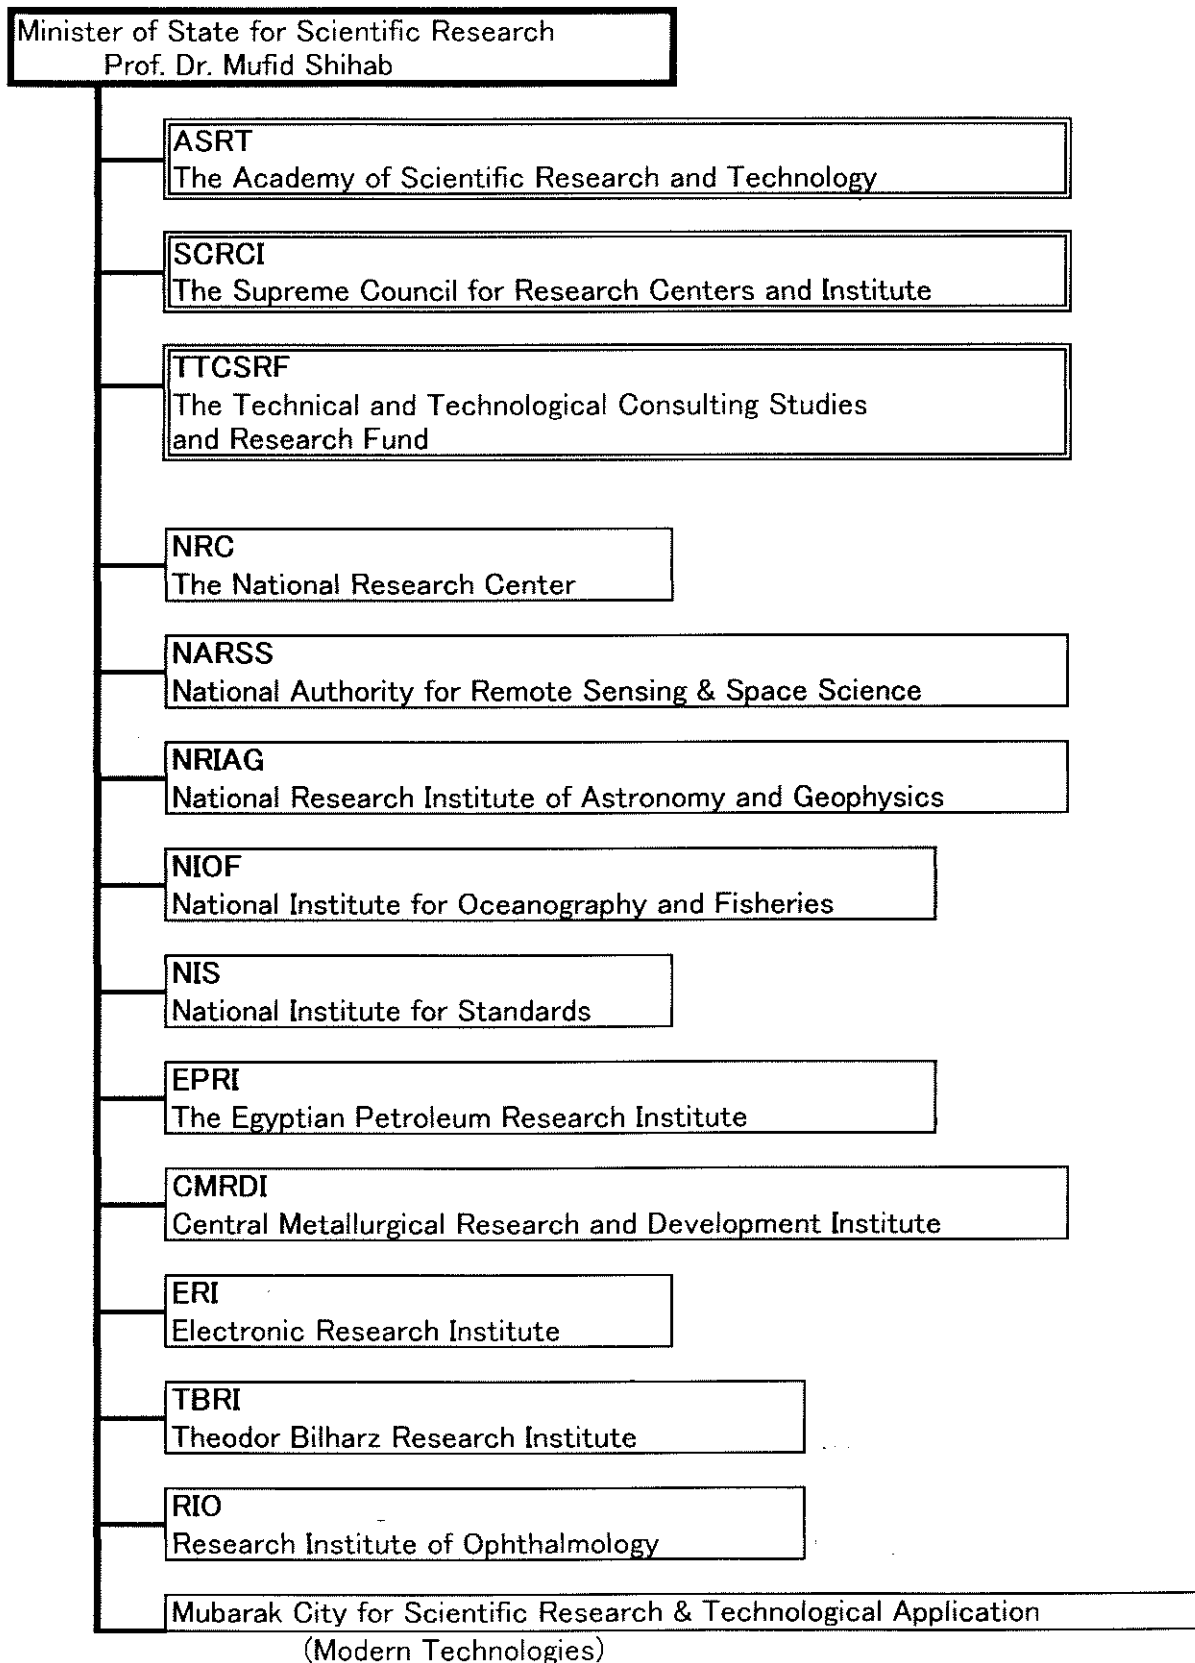 Minister of State for Scientific Research
Prof. Dr. Mufid Shihab
ASRT
The Academy of Scientific Research and Technology
SCRCI
The Supreme Council for Research Centers and Institute
TTCSRF
The Technical and Technological Consulting Studies
and Research Fund
NRC
The National Research Center
NARSS
National Authority for Remote Sensing & Space Science
NRIAG
National Research Institute of Astronomy and Geophysics
NIOF
National Institute for Oceanography and Fisheries
NIS
National Institute for Standards
EPRI
The Egyptian Petroleum Research Institute
CMRDI
Central Metallurgical Research and Development Institute
ERI
Electronic Research Institute
TBRI
Theodor Bilharz Research Institute
RIO
Research Institute of Ophthalmology
Mubarak City for Scientific Research & Technological Application
(Modern Technologies)